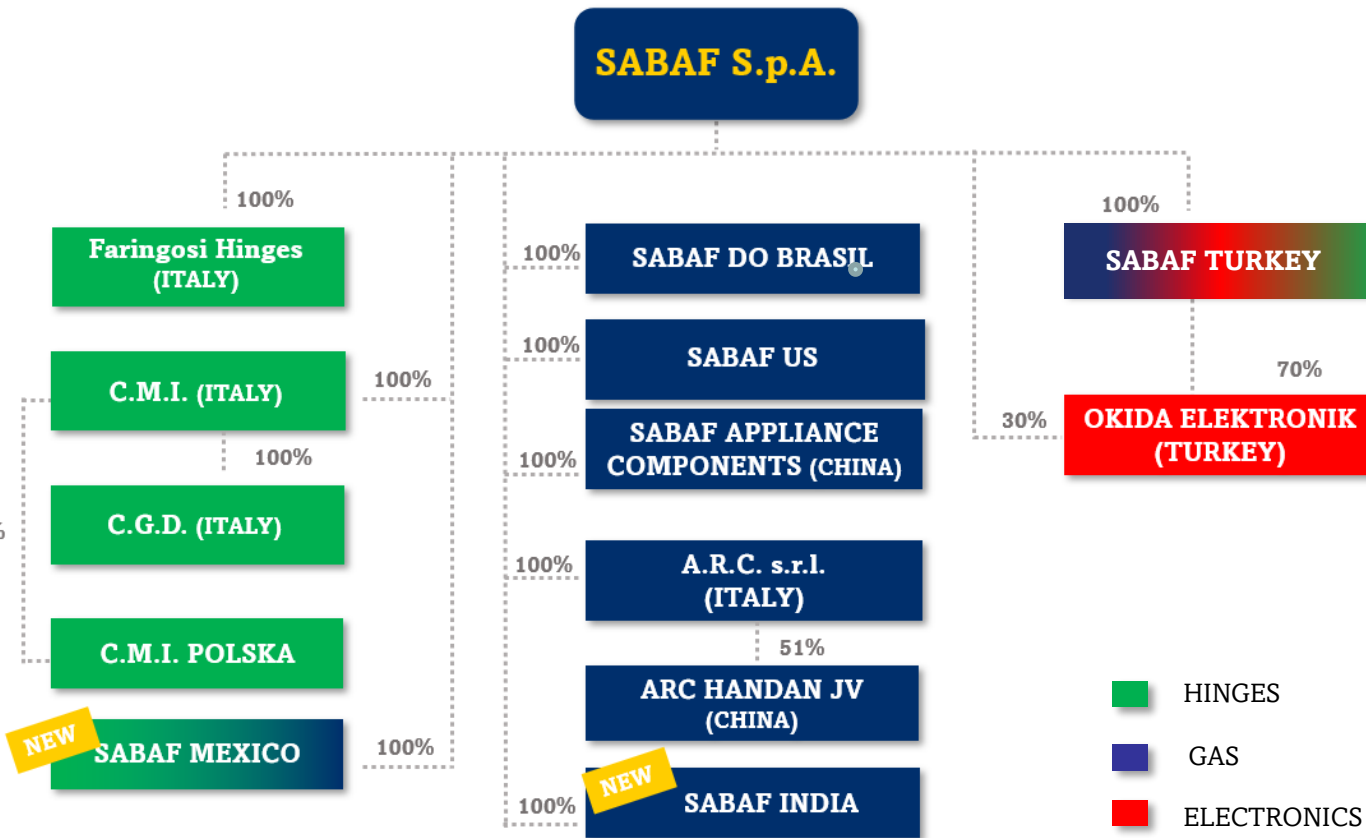 SABAF S.p.A.
100%
Faringosi Hinges
(ITALY)
C.M.I. (ITALY)
100%
100%
C.G.D. (ITALY)
%
C.M.I. POLSKA
NEW
SABAF MEXICO
100%
100%
SABAF DO BRASIL
100%
SABAF US
100%
SABAF APPLIANCE
COMPONENTS (CHINA)
100%
A.R.C. s.r.l.
(ITALY)
51%
ARC HANDAN JV
(CHINA)
NEW
100%
SABAF INDIA
100%
SABAF TURKEY
70%
30%
OKIDA ELEKTRONIK
(TURKEY)
HINGES
GAS
ELECTRONICS